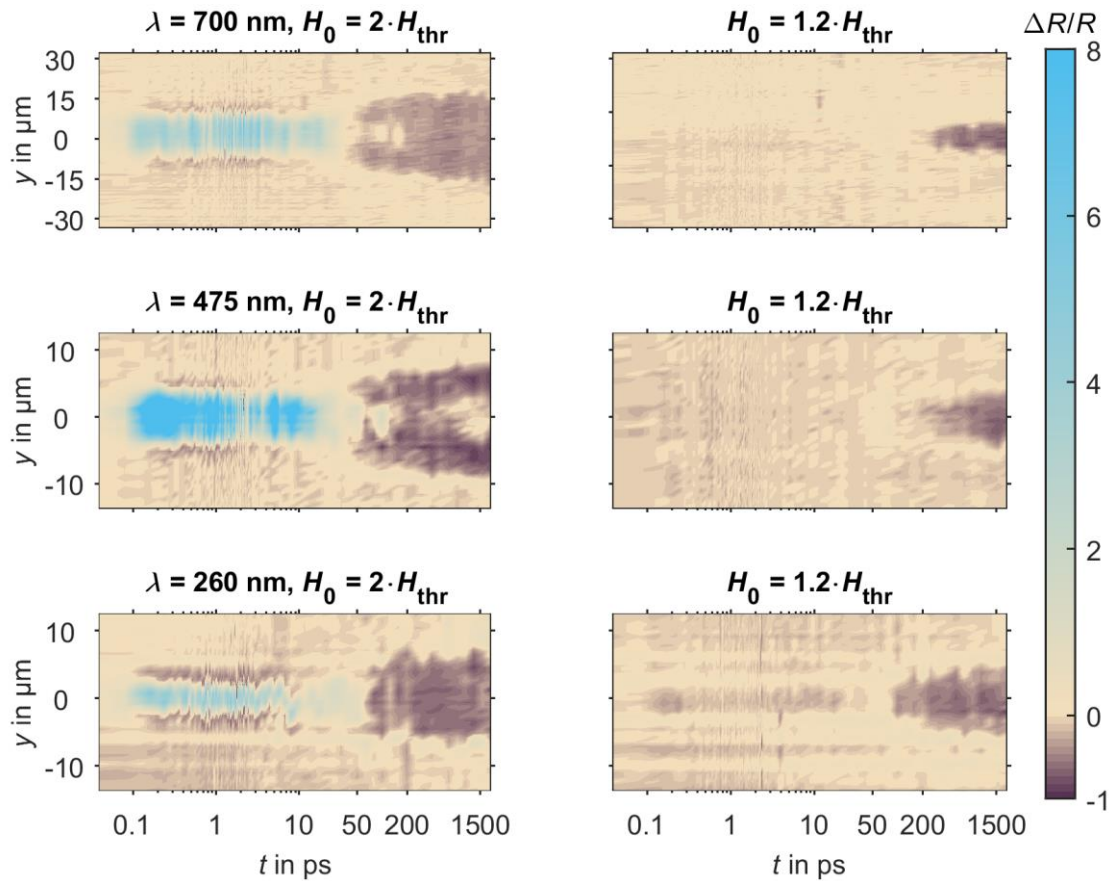 λ = 700 nm, H0 = 2·Hthr
H0 = 1.2·Hthr
ΔR/R
y in µm
30
15
0
-15
-30
λ = 475 nm, H0 = 2·Hthr
H0 = 1.2·Hthr
y in µm
10
0
-10
λ = 260 nm, H0 = 2·Hthr
H0 = 1.2·Hthr
y in µm
10
0
-10
0.1 1 10 50 200 1500
t in ps
0.1 1 10 50 200 1500
t in ps
8
6
4
2
0
-1